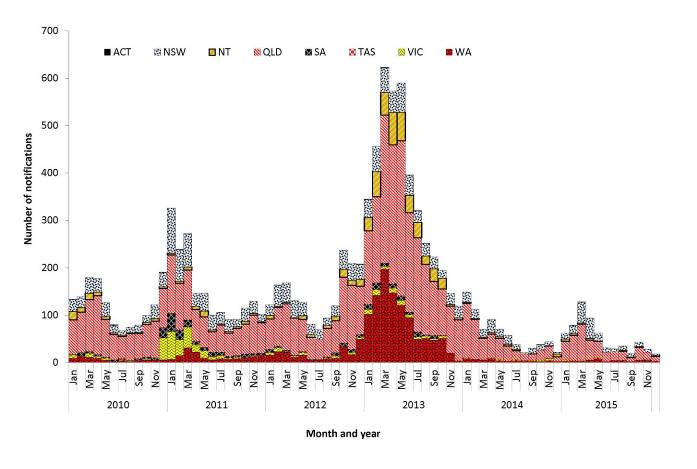 700
600
500
400
300
200
100
0
Number of notifications
ACT NSW NT QLD SA TAS VIC WA
Jan Mar May Jul Sep Nov Jan Mar May Jul Sep Nov Jan Mar May Jul Sep Nov Jan Mar May Jul Sep Nov Jan Mar May Jul Sep Nov Jan Mar May Jul Sep Nov
2010 2011 2012 2013 2014 2015
Month and year